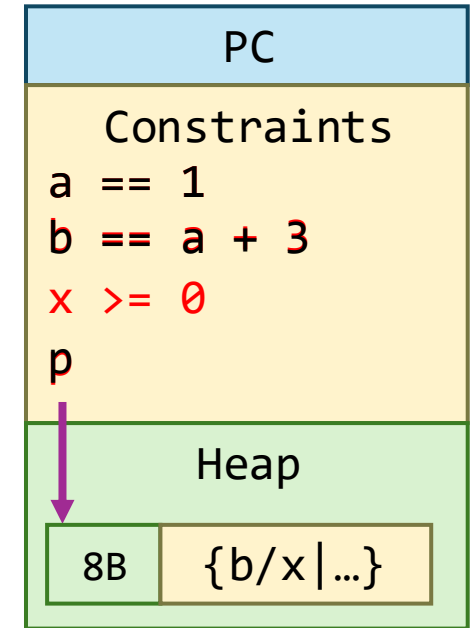 PC
Constraints
a == 1
b == a + 3
x >= 0
p
Heap
8B {b/x|…}